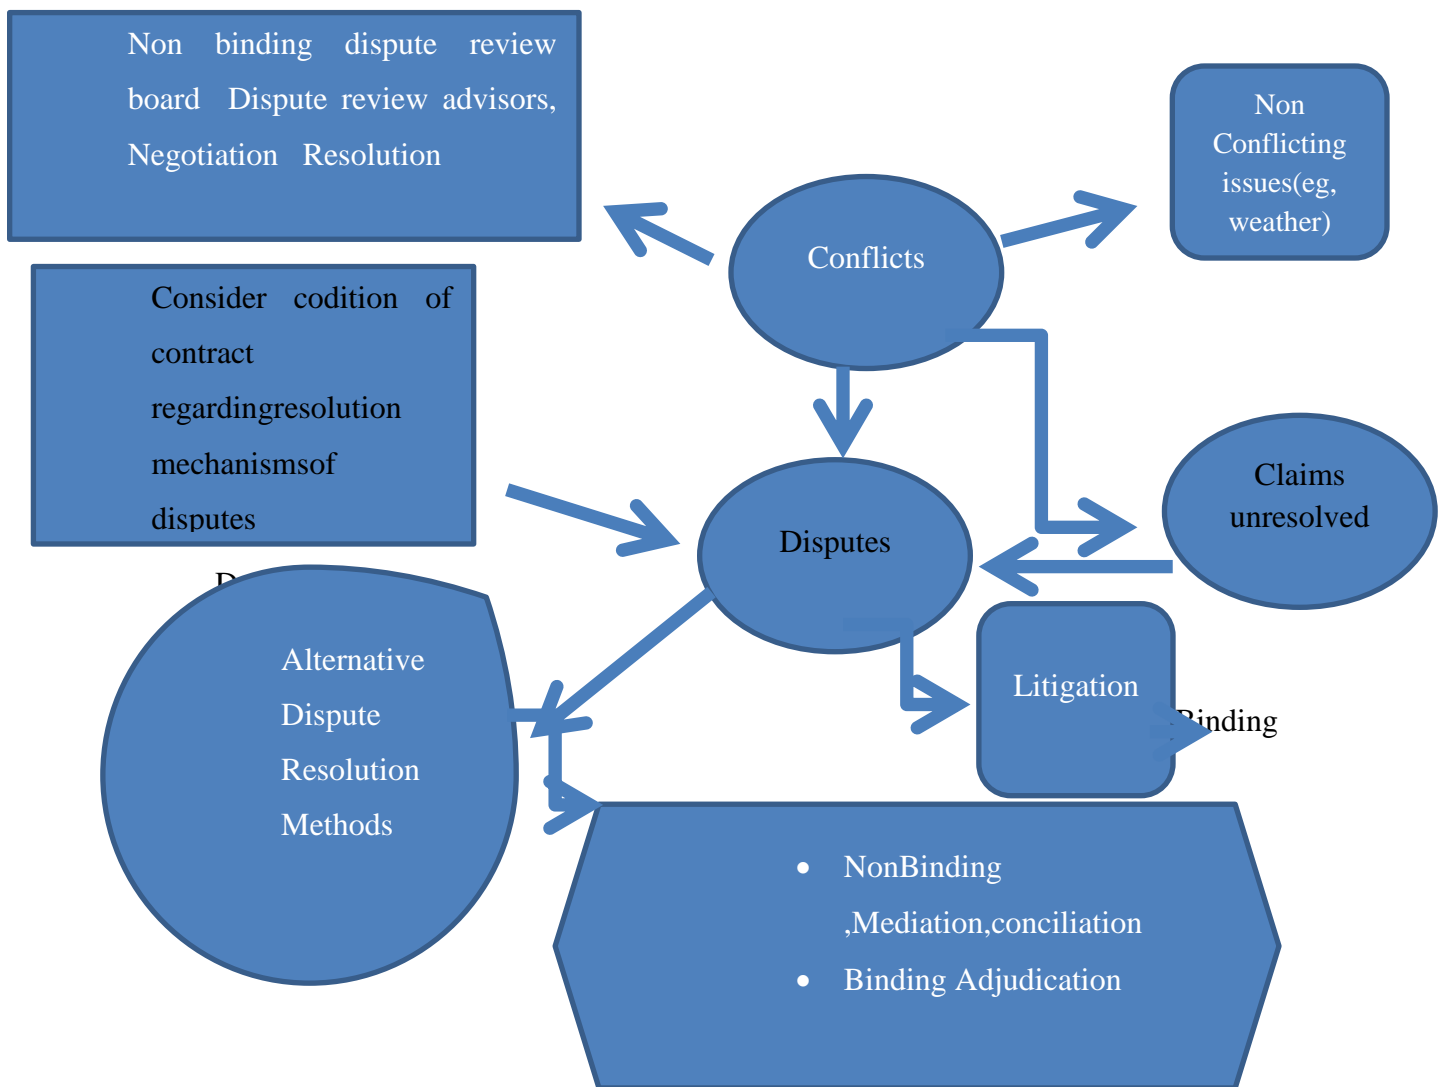 Non binding dispute review
board Dispute review advisors,
Negotiation Resolution
Non
Conflicting
issues(eg,
weather)
Conflicts
Consider codition of
contract
regardingresolution
mechanismsof
disputes
Claims
unresolved
Disputes
Alternative
Dispute
Resolution
Methods
Litigation
Binding
• NonBinding
,Mediation,conciliation
• Binding Adjudication